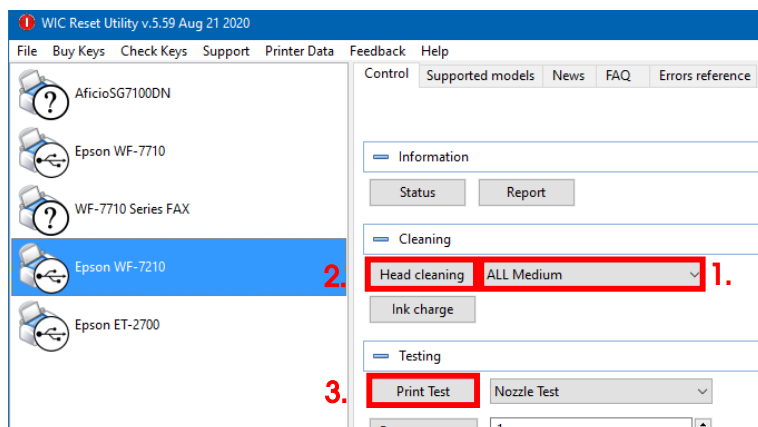 WIC Reset Utility v.5.59 Aug 21 2020
File Buy Keys Check Keys Support Printer Data Feedback Help
Control Supported models News FAQ Errors reference
AficioSG7100DN
Epson WF-7710
WF-7710 Series FAX
Epson WF-7210
Epson ET-2700
Information
Status Report
Cleaning
2. Head cleaning ALL Medium 1.
Ink charge
Testing
3. Print Test Nozzle Test